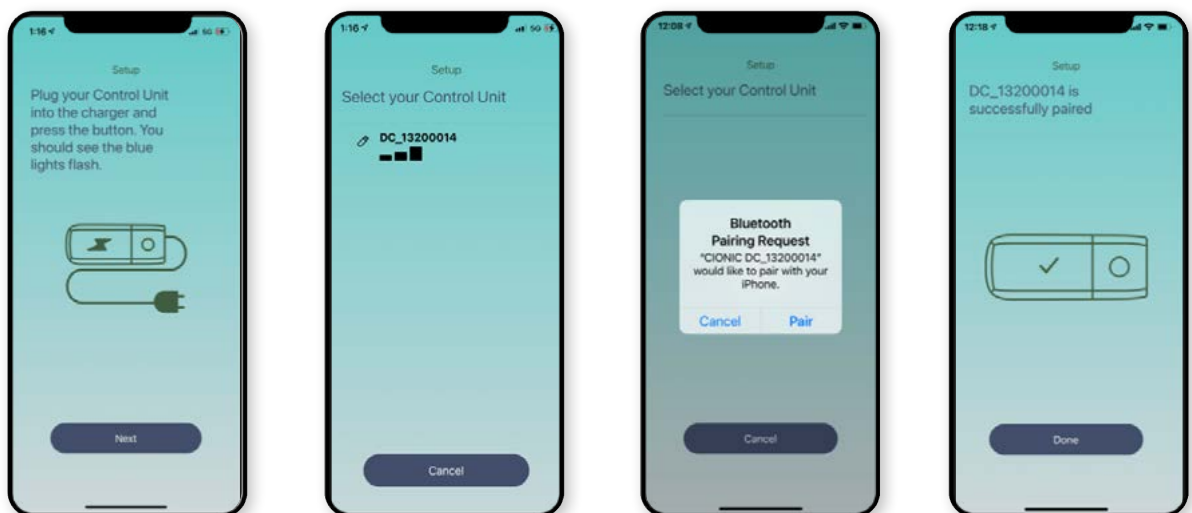 1:16
5G
Setup
Plug your Control Unit
into the charger and
press the button. You
should see the blue
lights flash.
Next
1:16
5G
Setup
Select your Control Unit
DC_13200014
Cancel
12:08
Setup
Select your Control Unit
Bluetooth
Pairing Request
"CIONIC DC_13200014"
would like to pair with your
iPhone.
Cancel
Pair
Cancel
12:18
Setup
DC_13200014 is
successfully paired
Done